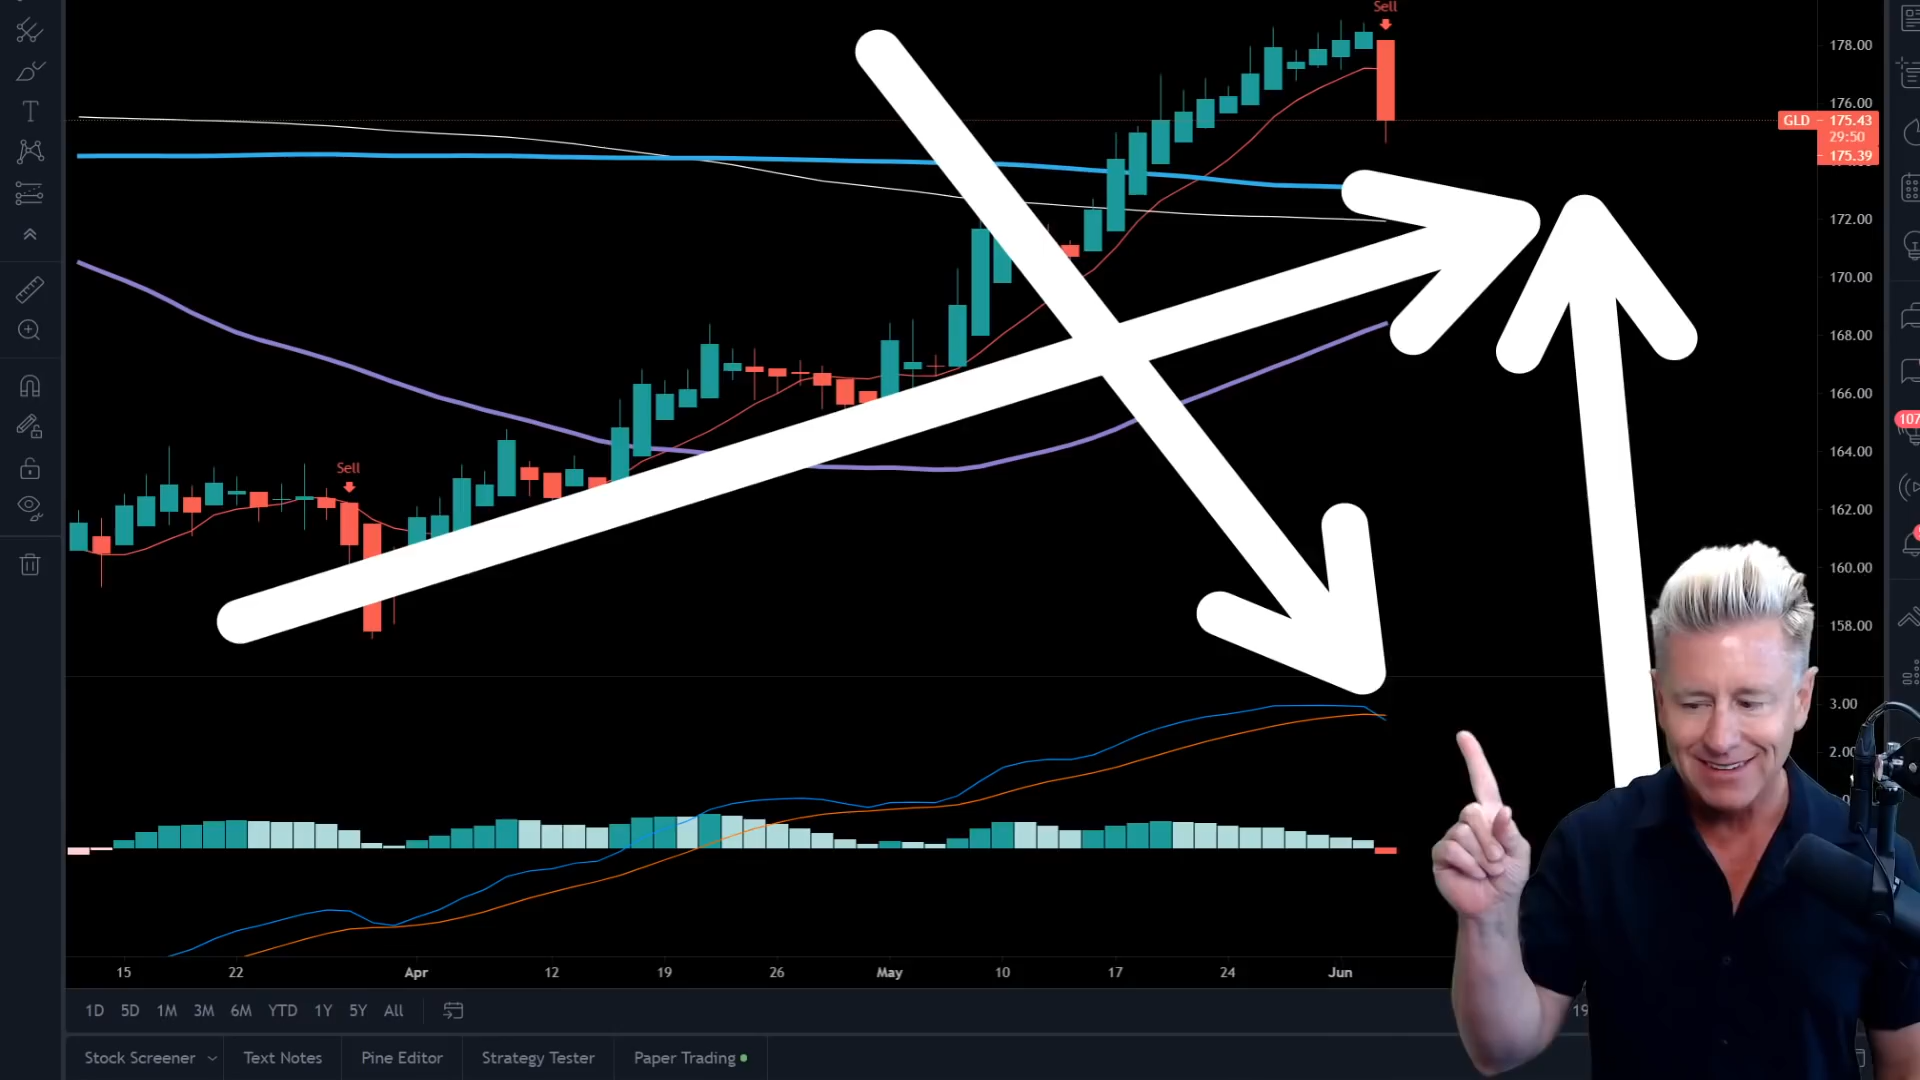 Sell
178.00
176.00
GLD 175.43
29:50
175.39
172.00
170.00
168.00
166.00
107
164.00
Sell
162.00
160.00
158.00
3.00
2.00
15 22 Apr 12 19 26 May 10 17 24 Jun
1D 5D 1M 3M 6M YTD 1Y 5Y All
19
Stock Screener Text Notes Pine Editor Strategy Tester Paper Trading